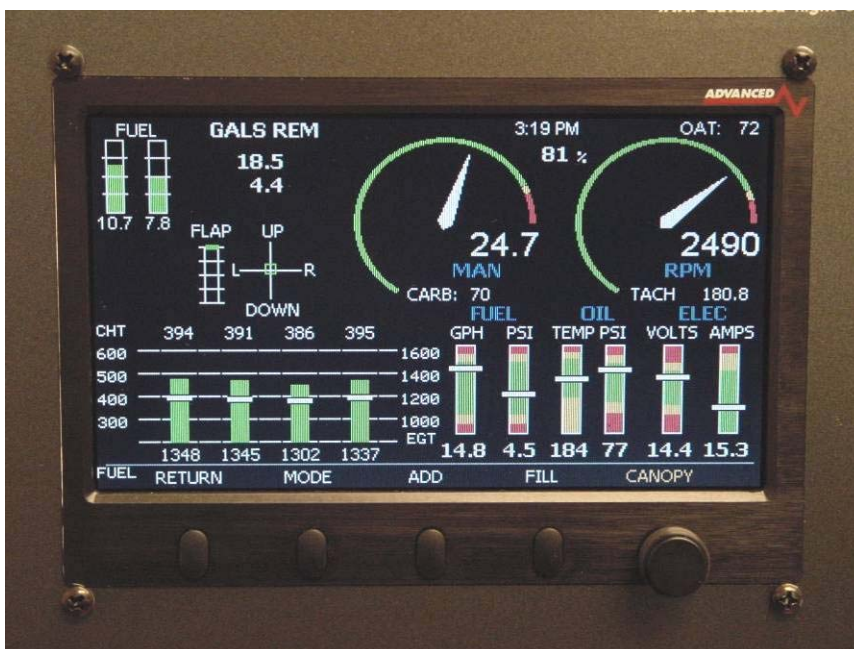 ADVANCED
FUEL GALS REM 3:19 PM OAT: 72
18.5 81 %
4.4
10.7 7.8
FLAP UP
L R
DOWN
24.7
MAN
CARB: 70
2490
RPM
TACH 180.8
FUEL OIL ELEC
CHT 394 391 386 395
GPH PSI TEMP PSI VOLTS AMPS
600 1600
500 1400
400 1200
300 1000
EGT
1348 1345 1302 1337
14.8 4.5 184 77 14.4 15.3
FUEL RETURN MODE ADD FILL CANOPY